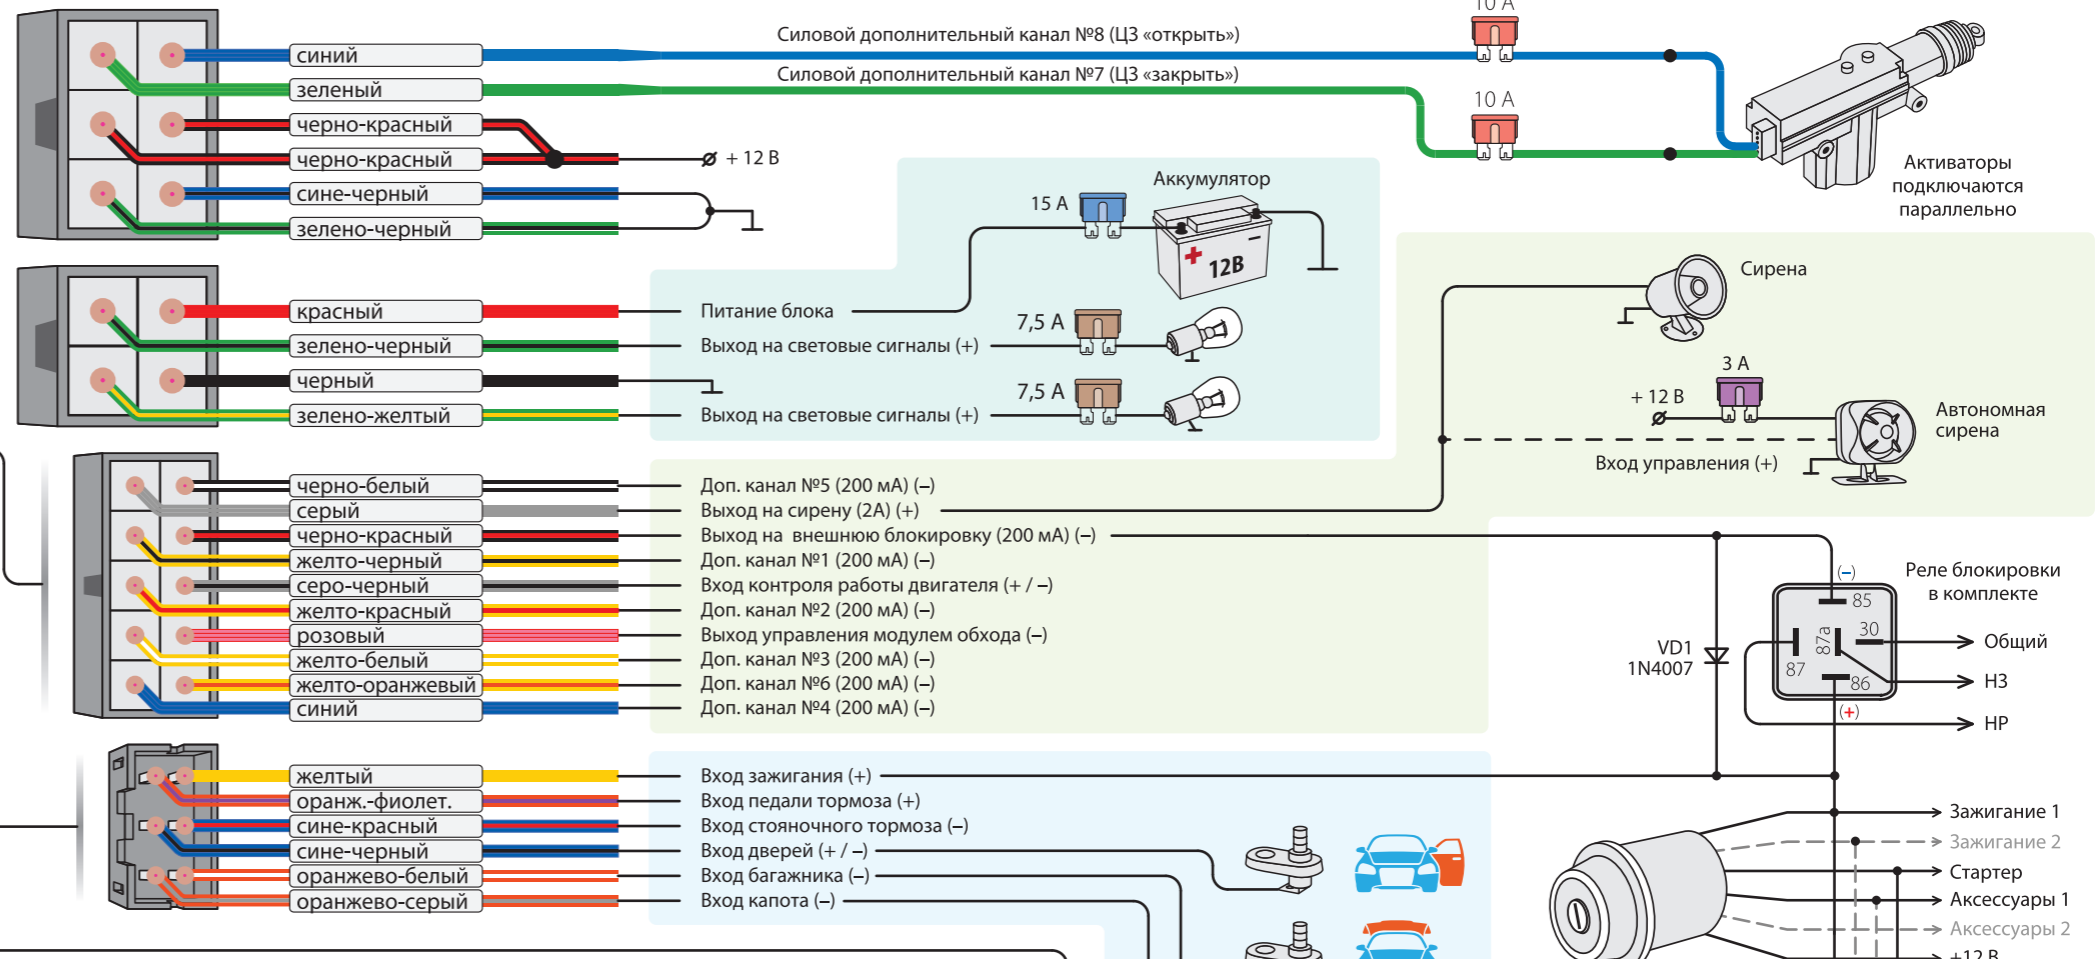 10 А
синий
Силовой дополнительный канал №8 (ЦЗ «открыть»)
зеленый
Силовой дополнительный канал №7 (ЦЗ «закрыть»)
10 А
черно-красный
черно-красный
+ 12 В
сине-черный
зелено-черный
Активаторы
подключаются
параллельно
Аккумулятор
15 А
12В
красный
Питание блока
7,5 А
зелено-черный
Выход на световые сигналы (+)
черный
7,5 А
зелено-желтый
Выход на световые сигналы (+)
Сирена
3 А
+ 12 В
Автономная
сирена
Вход управления (+)
черно-белый
Доп. канал №5 (200 мА) (–)
серый
Выход на сирену (2А) (+)
черно-красный
Выход на внешнюю блокировку (200 мА) (–)
желто-черный
Доп. канал №1 (200 мА) (–)
серо-черный
Вход контроля работы двигателя (+ / –)
желто-красный
Доп. канал №2 (200 мА) (–)
розовый
Выход управления модулем обхода (–)
желто-белый
Доп. канал №3 (200 мА) (–)
желто-оранжевый
Доп. канал №6 (200 мА) (–)
синий
Доп. канал №4 (200 мА) (–)
Реле блокировки
в комплекте
(–)
85
87а
30
Общий
87
86
НЗ
(+)
НР
VD1
1N4007
желтый
Вход зажигания (+)
оранж.-фиолет.
Вход педали тормоза (+)
сине-красный
Вход стояночного тормоза (–)
сине-черный
Вход дверей (+ / –)
оранжево-белый
Вход багажника (–)
оранжево-серый
Вход капота (–)
Зажигание 1
Зажигание 2
Стартер
Аксессуары 1
Аксессуары 2
+12 В